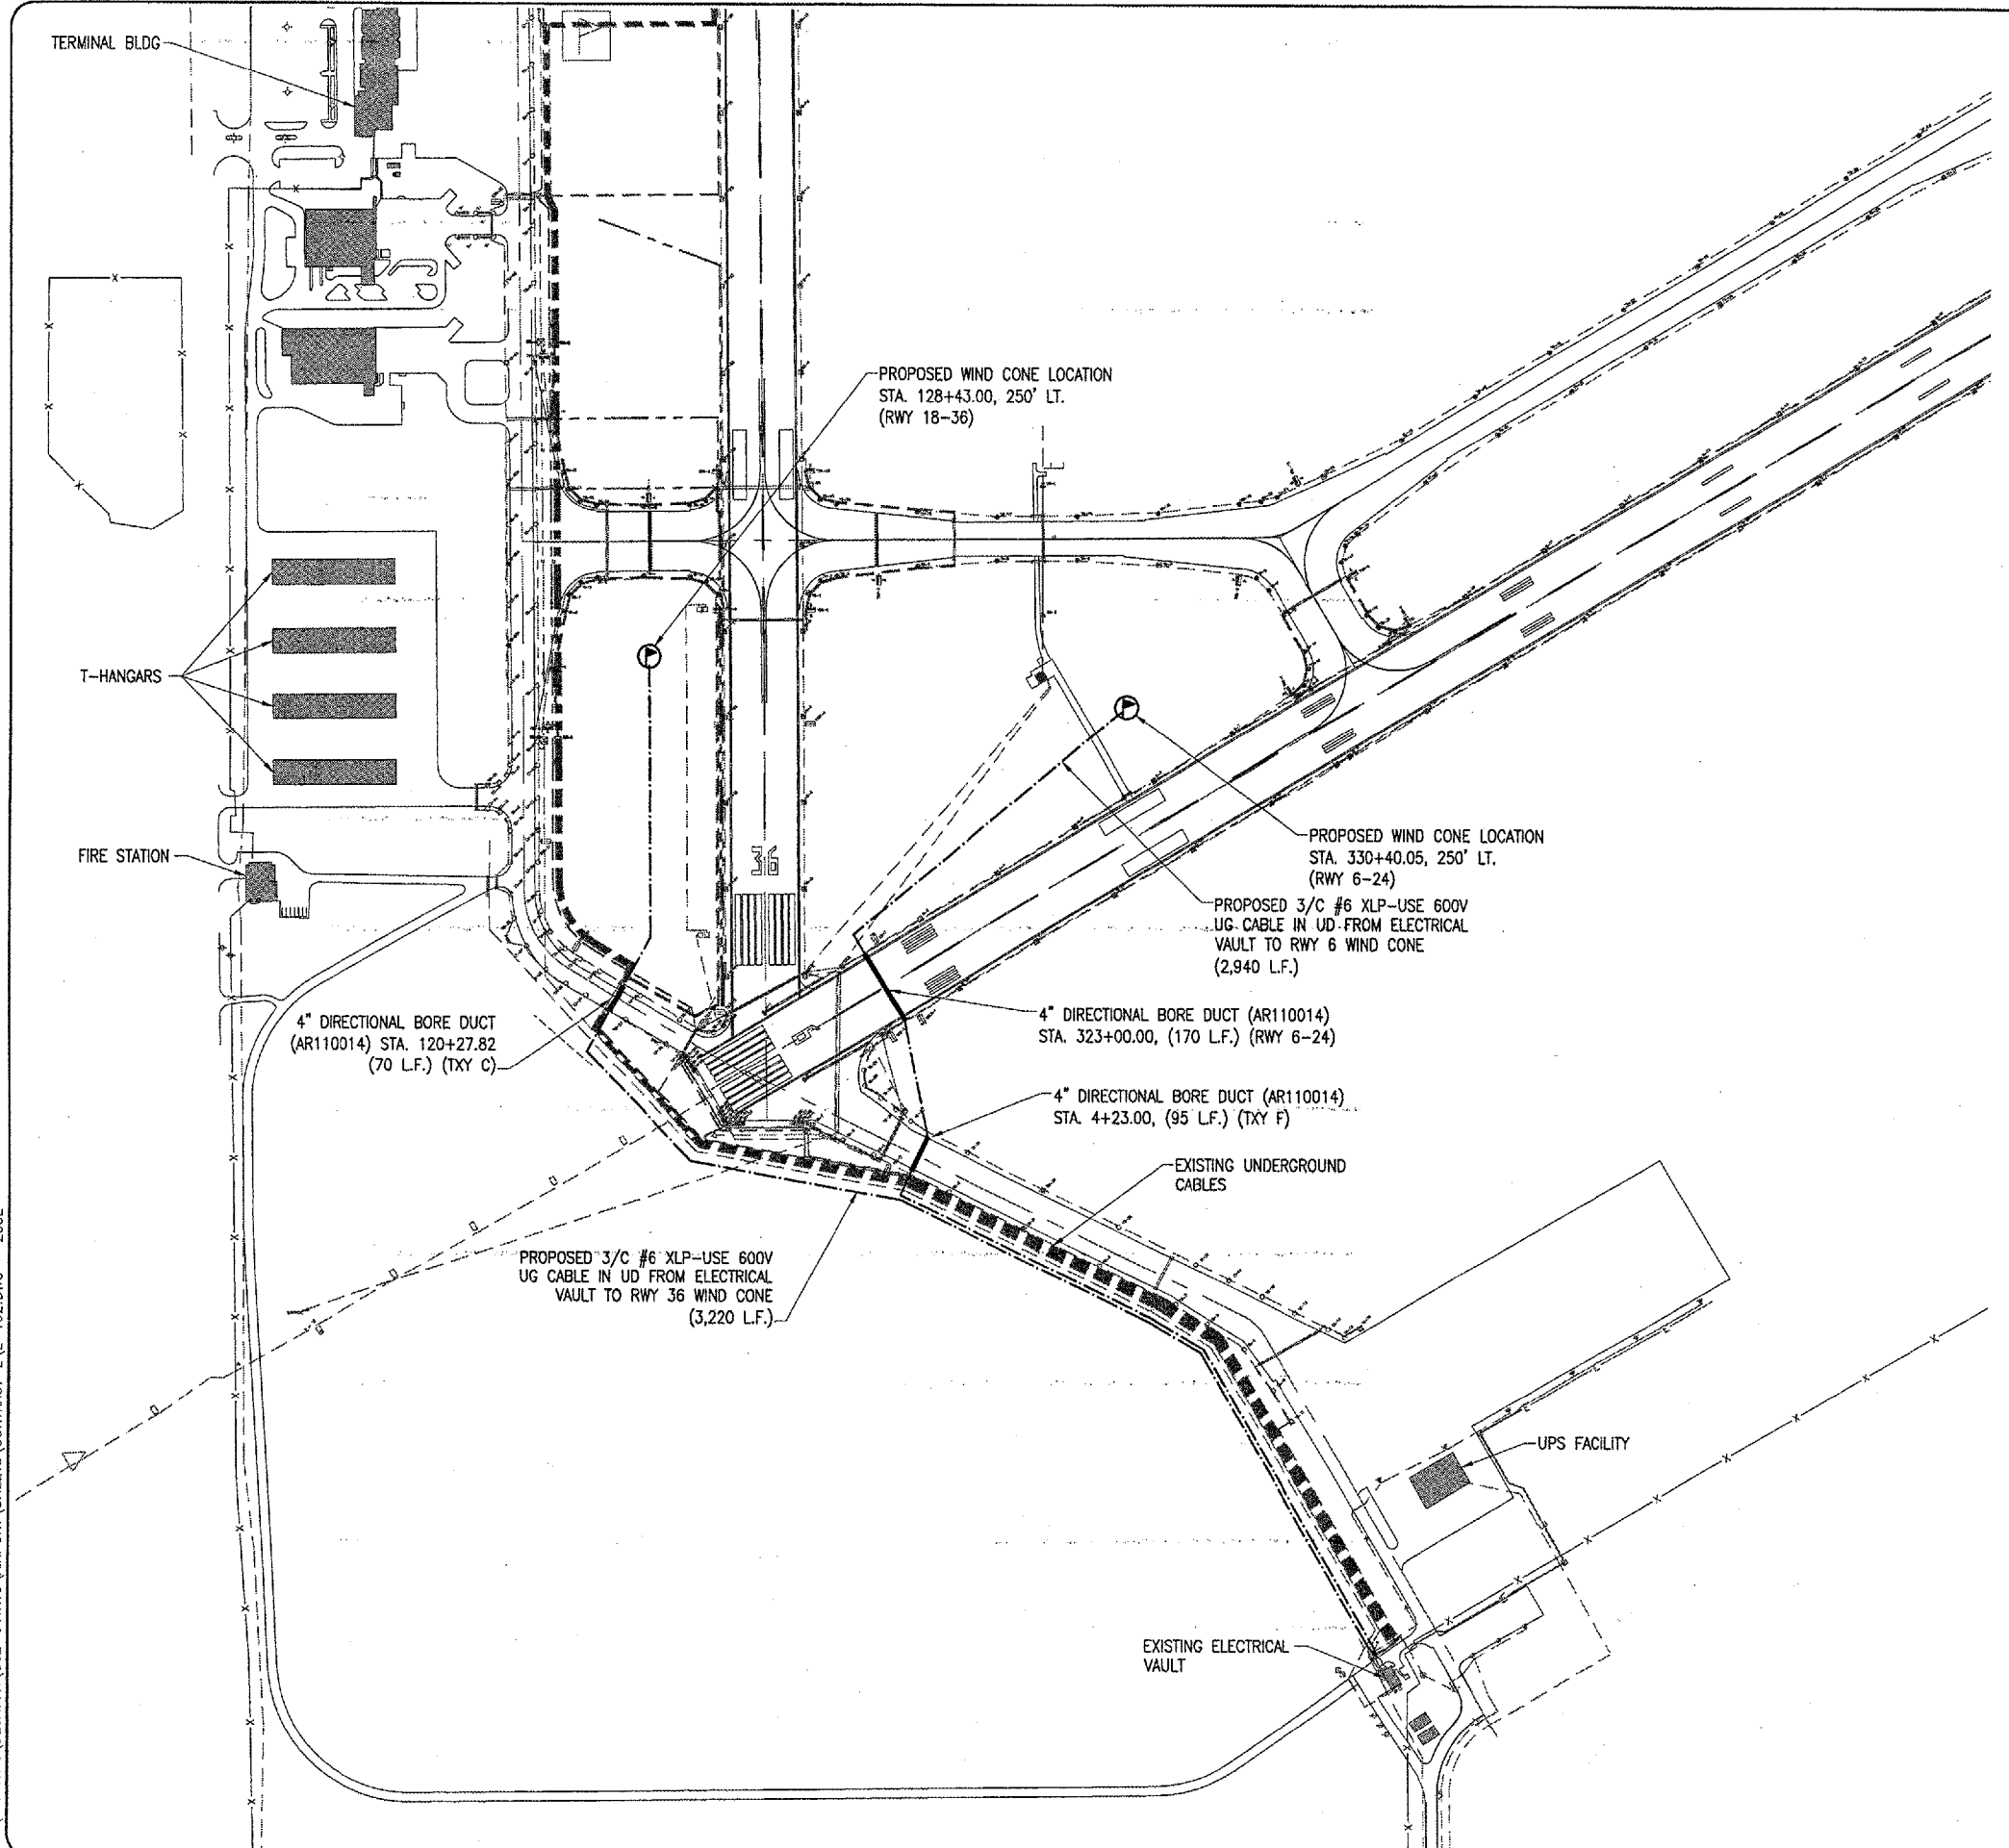 TERMINAL BLDG
PROPOSED WIND CONE LOCATION
STA. 128+43.00, 250' LT.
(RWY 18-36)
T-HANGARS
36
FIRE STATION
PROPOSED WIND CONE LOCATION
STA. 330+40.05, 250' LT.
(RWY 6-24)
PROPOSED 3/C #6 XLP-USE 600V
UG CABLE IN UD FROM ELECTRICAL
VAULT TO RWY 6 WIND CONE
(2,940 L.F.)
4" DIRECTIONAL BORE DUCT
(AR110014) STA. 120+27.82
(70 L.F.) (TXY C)
6
4" DIRECTIONAL BORE DUCT (AR110014)
STA. 323+00.00, (170 L.F.) (RWY 6-24)
4" DIRECTIONAL BORE DUCT (AR110014)
STA. 4+23.00, (95 L.F.) (TXY F)
EXISTING UNDERGROUND
CABLES
PROPOSED 3/C #6 XLP-USE 600V
UG CABLE IN UD FROM ELECTRICAL
VAULT TO RWY 36 WIND CONE
(3,220 L.F.)
UPS FACILITY
EXISTING ELECTRICAL
VAULT